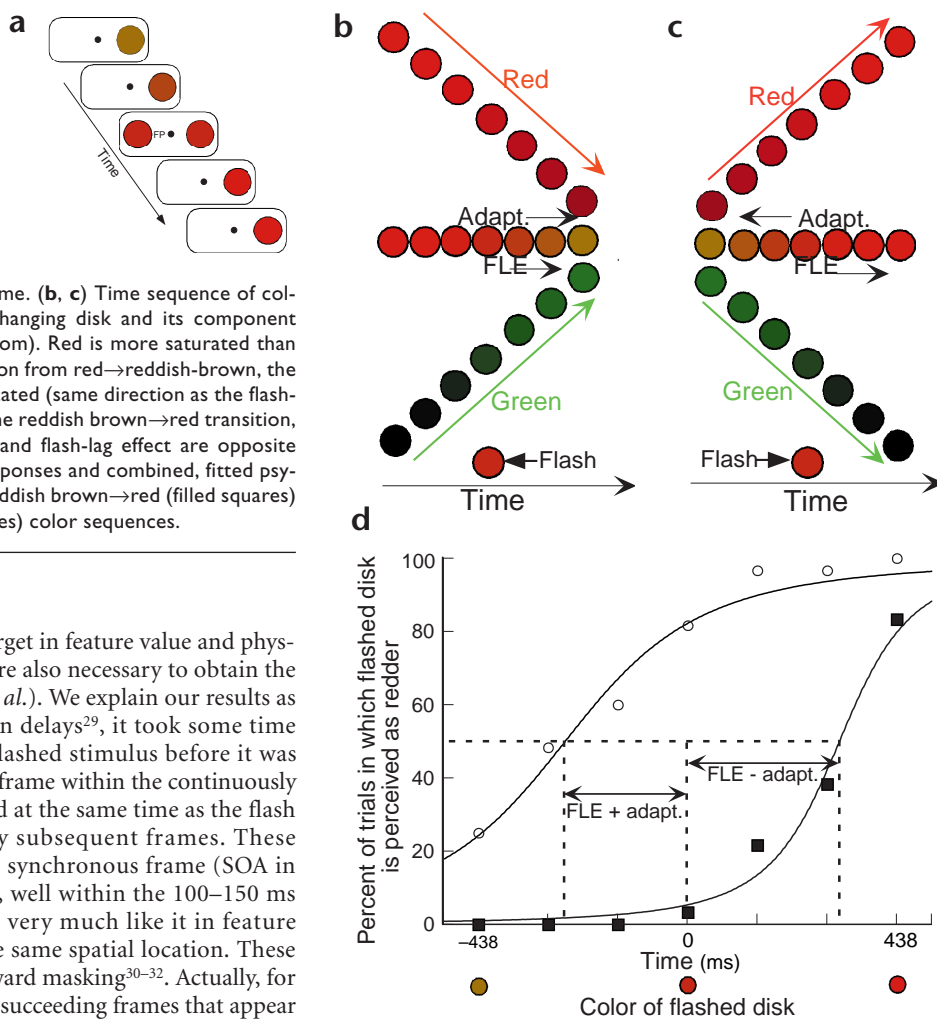 a
FP
Time
b
Red
Adapt.
FLE
Green
Flash
Time
c
Red
Adapt.
FLE
Green
Flash
Time
me. (b, c) Time sequence of col-
hanging disk and its component
om). Red is more saturated than
on from red→reddish-brown, the
ated (same direction as the flash-
ne reddish brown→red transition,
and flash-lag effect are opposite
ponses and combined, fitted psy-
ddish brown→red (filled squares)
es) color sequences.
rget in feature value and phys-
re also necessary to obtain the
al.). We explain our results as
n delays29, it took some time
lashed stimulus before it was
frame within the continuously
d at the same time as the flash
y subsequent frames. These
synchronous frame (SOA in
, well within the 100–150 ms
very much like it in feature
e same spatial location. These
vard masking30–32. Actually, for
succeeding frames that appear
d
Percent of trials in which flashed disk
is perceived as redder
100
80
60
40
20
0
FLE + adapt.
FLE - adapt.
–438
0
438
Time (ms)
Color of flashed disk